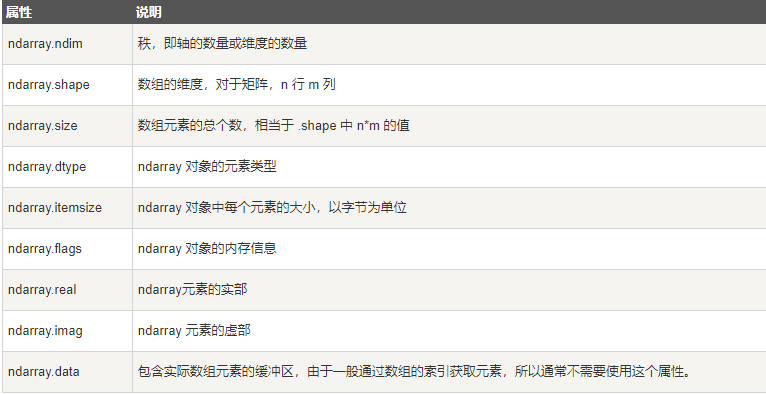 属性 说明
ndarray.ndim 秩，即轴的数量或维度的数量
ndarray.shape 数组的维度，对于矩阵，n 行 m 列
ndarray.size 数组元素的总个数，相当于 .shape 中 n*m 的值
ndarray.dtype ndarray 对象的元素类型
ndarray.itemsize ndarray 对象中每个元素的大小，以字节为单位
ndarray.flags ndarray 对象的内存信息
ndarray.real ndarray元素的实部
ndarray.imag ndarray 元素的虚部
ndarray.data 包含实际数组元素的缓冲区，由于一般通过数组的索引获取元素，所以通常不需要使用这个属性。